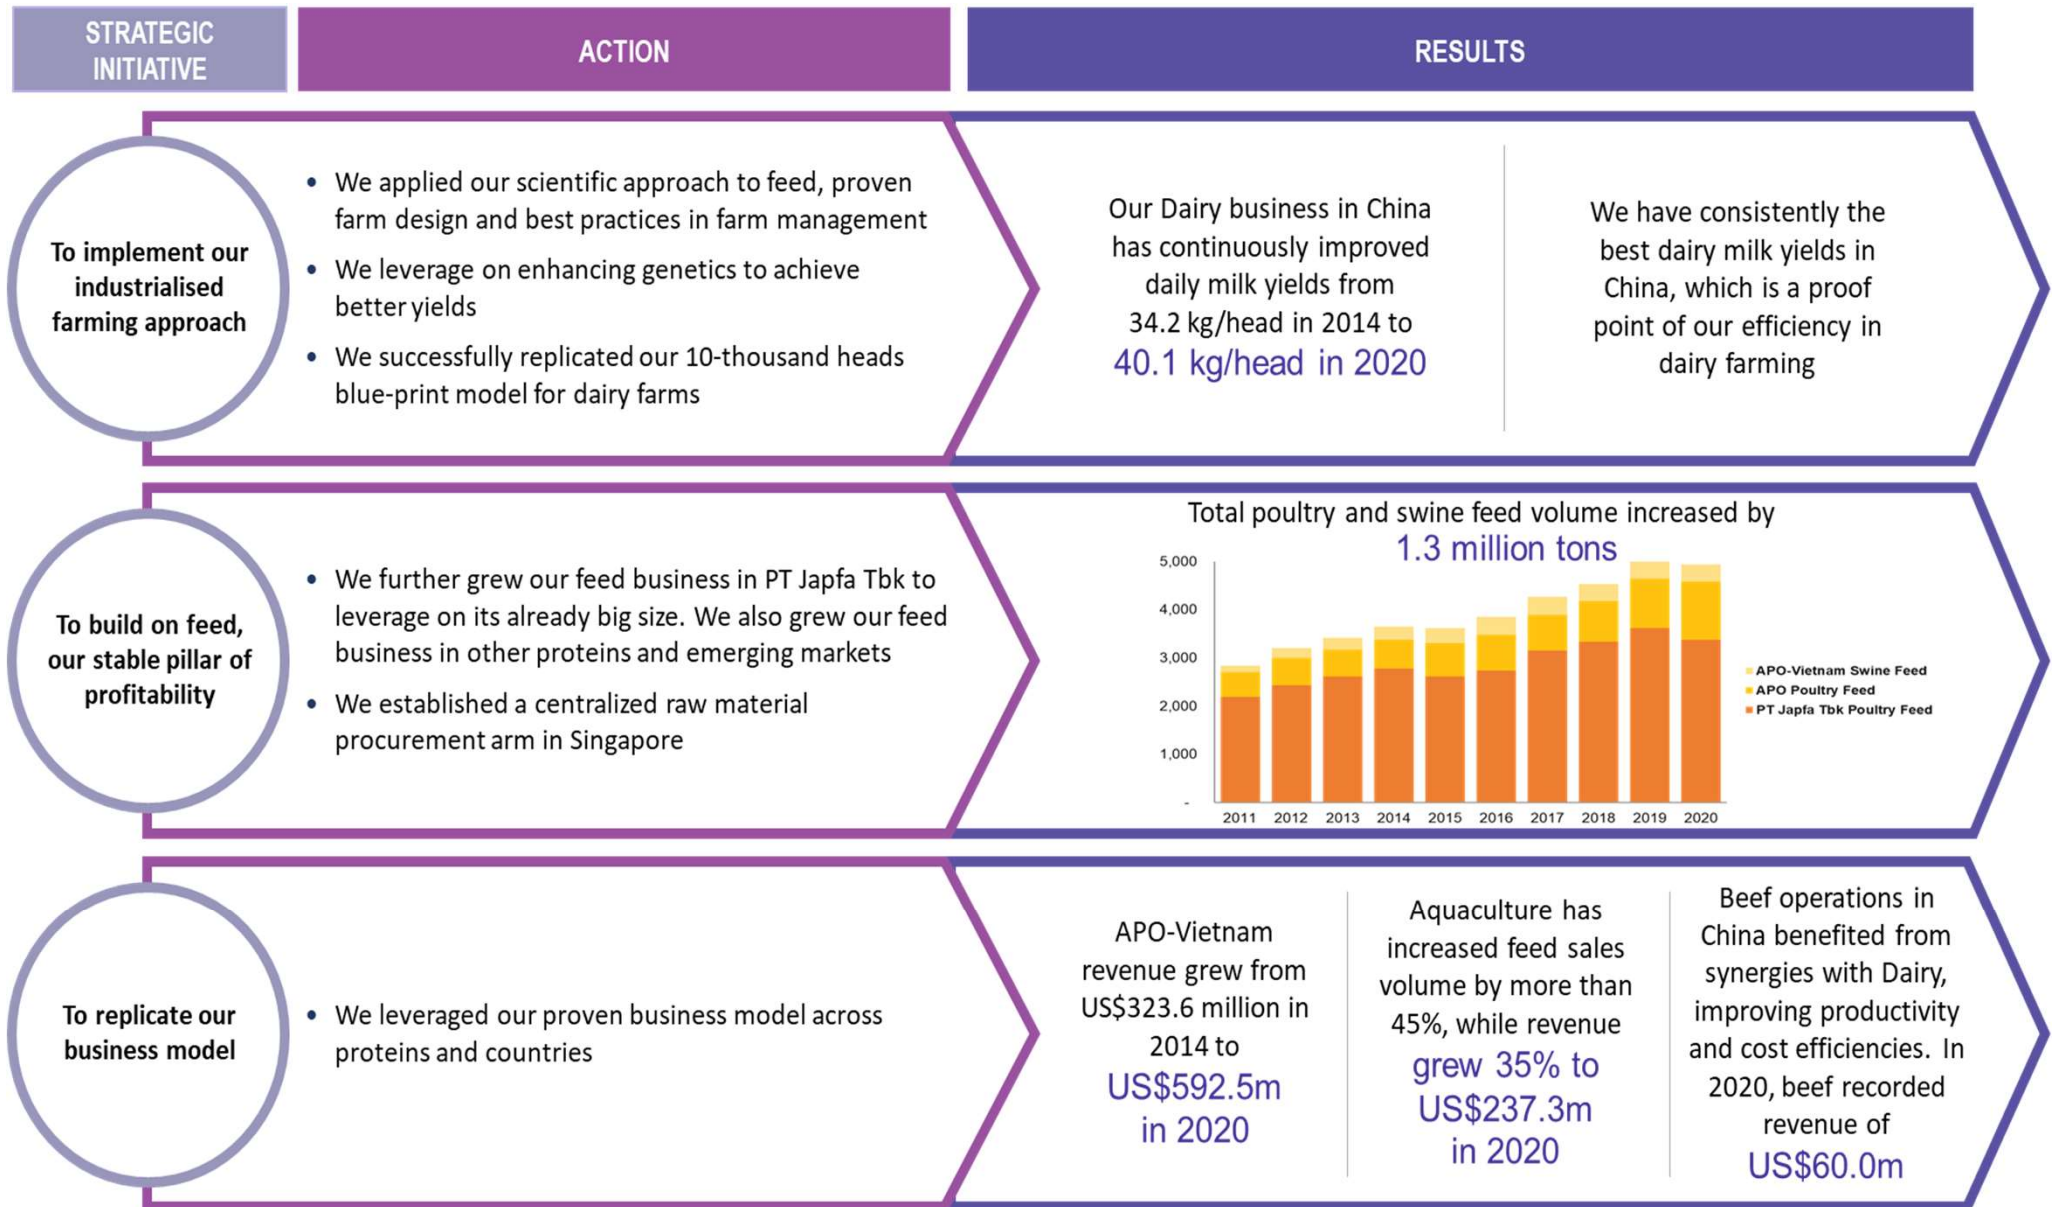 STRATEGIC
INITIATIVE
ACTION
RESULTS
To implement our
industrialised
farming approach
• We applied our scientific approach to feed, proven
farm design and best practices in farm management
• We leverage on enhancing genetics to achieve
better yields
• We successfully replicated our 10-thousand heads
blue-print model for dairy farms
Our Dairy business in China
has continuously improved
daily milk yields from
34.2 kg/head in 2014 to
40.1 kg/head in 2020
We have consistently the
best dairy milk yields in
China, which is a proof
point of our efficiency in
dairy farming
To build on feed,
our stable pillar of
profitability
• We further grew our feed business in PT Japfa Tbk to
leverage on its already big size. We also grew our feed
business in other proteins and emerging markets
• We established a centralized raw material
procurement arm in Singapore
Total poultry and swine feed volume increased by
1.3 million tons
5,000
4,000
3,000
2,000
1,000
-
2011 2012 2013 2014 2015 2016 2017 2018 2019 2020
APO-Vietnam Swine Feed
APO Poultry Feed
PT Japfa Tbk Poultry Feed
To replicate our
business model
• We leveraged our proven business model across
proteins and countries
APO-Vietnam
revenue grew from
US$323.6 million in
2014 to
US$592.5m
in 2020
Aquaculture has
increased feed sales
volume by more than
45%, while revenue
grew 35% to
US$237.3m
in 2020
Beef operations in
China benefited from
synergies with Dairy,
improving productivity
and cost efficiencies. In
2020, beef recorded
revenue of
US$60.0m